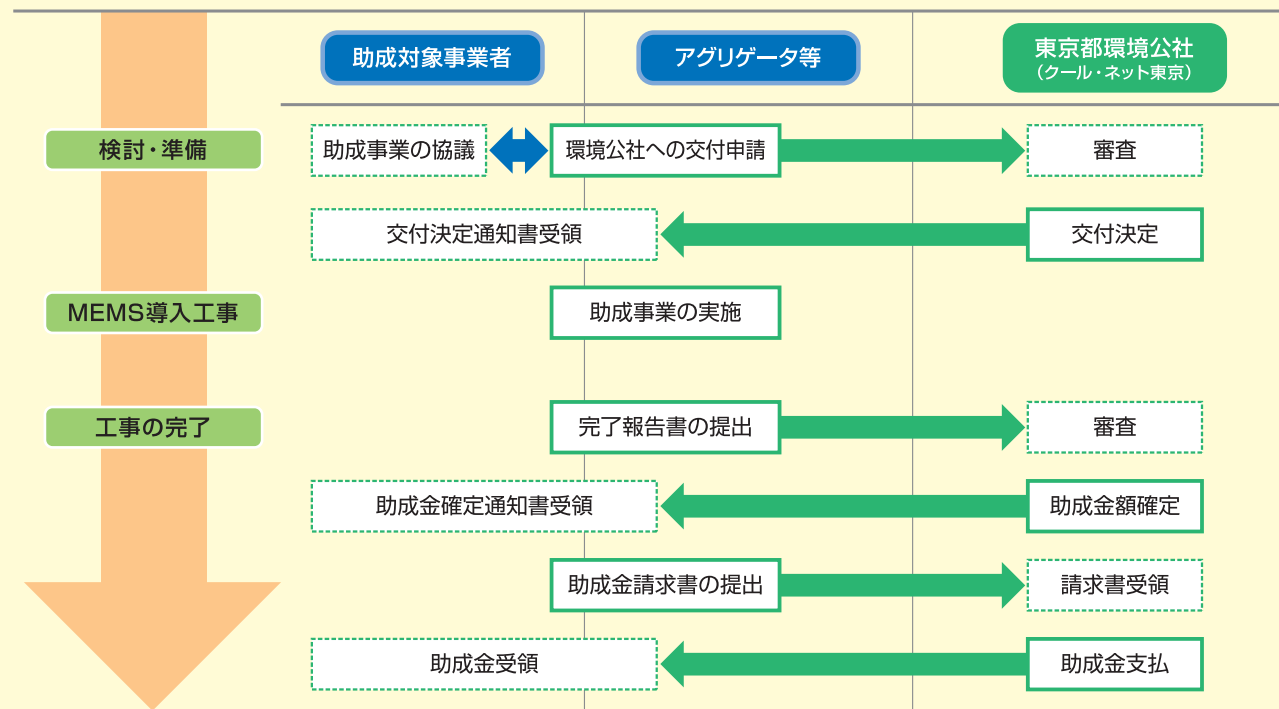 助成対象事業者
アグリゲータ等
東京都環境公社
（クール・ネット東京）
検討・準備
助成事業の協議
環境公社への交付申請
審査
交付決定通知書受領
交付決定
MEMS導入工事
助成事業の実施
工事の完了
完了報告書の提出
審査
助成金確定通知書受領
助成金額確定
助成金請求書の提出
請求書受領
助成金受領
助成金支払